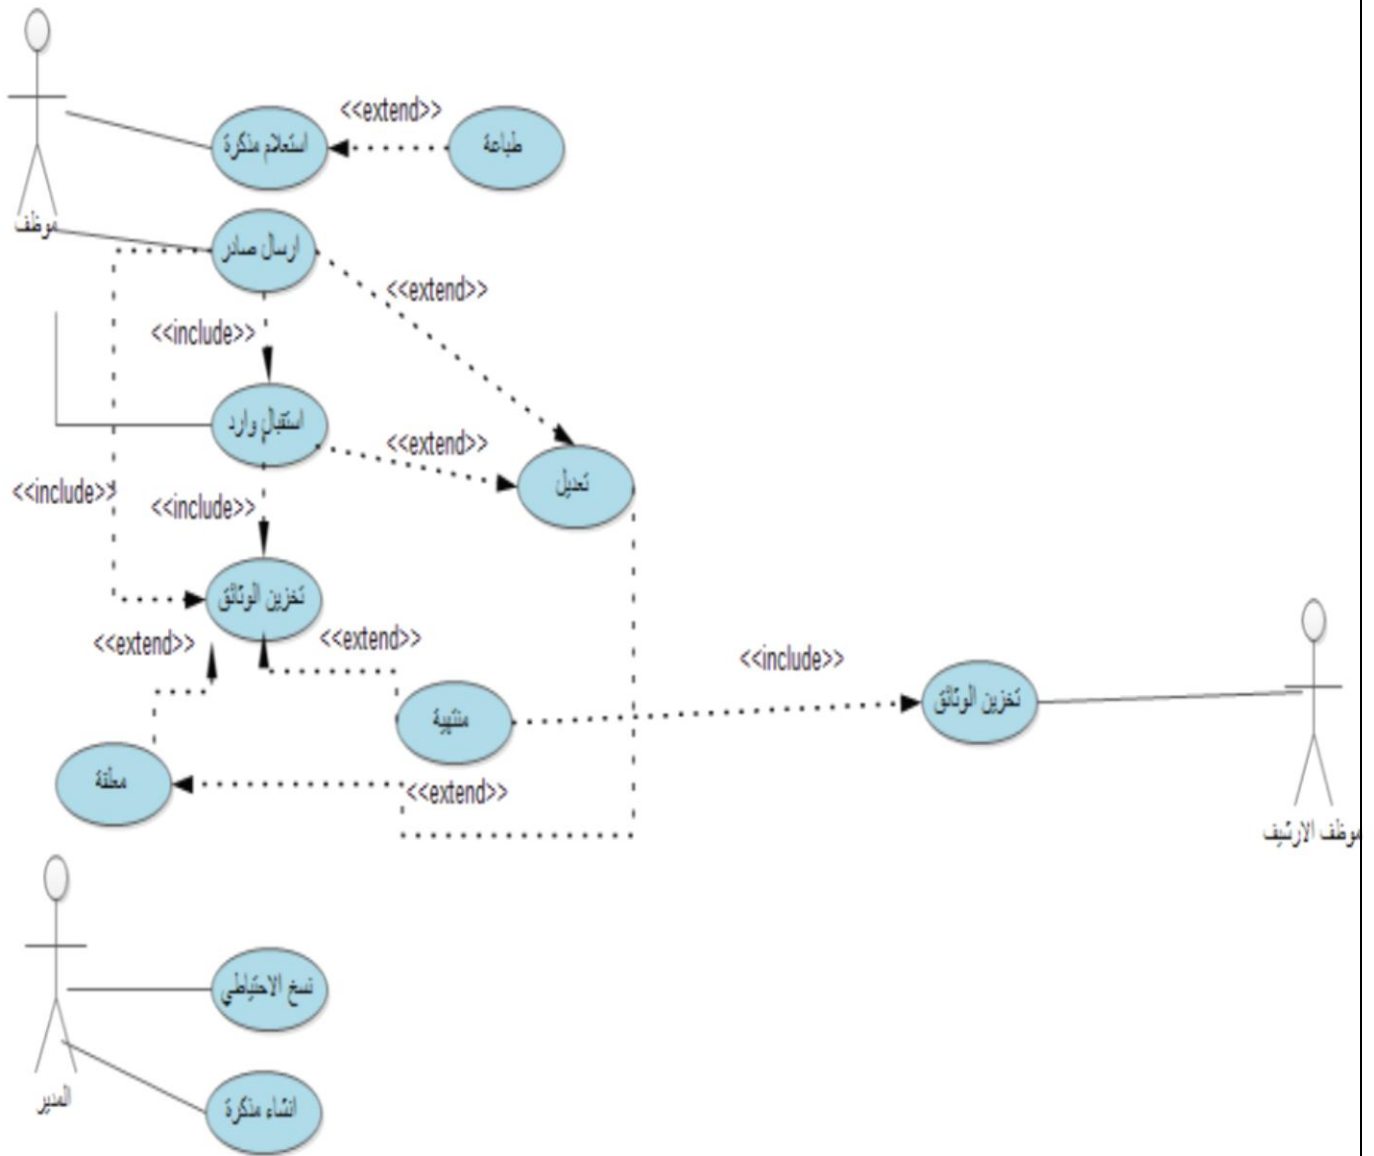 <<extend>>
استعلام مذكرة
طباعة
موظف
ارسال صادر
<<extend>>
<<include>>
استقبال وارد
<<extend>>
تعديل
<<include>>
<<include>>
تخزين الوثائق
<<extend>>
<<extend>>
<<include>>
منتهية
تخزين الوثائق
معلقة
<<extend>>
موظف الارشيف
نسخ الاحتياطي
المدير
انشاء مذكرة